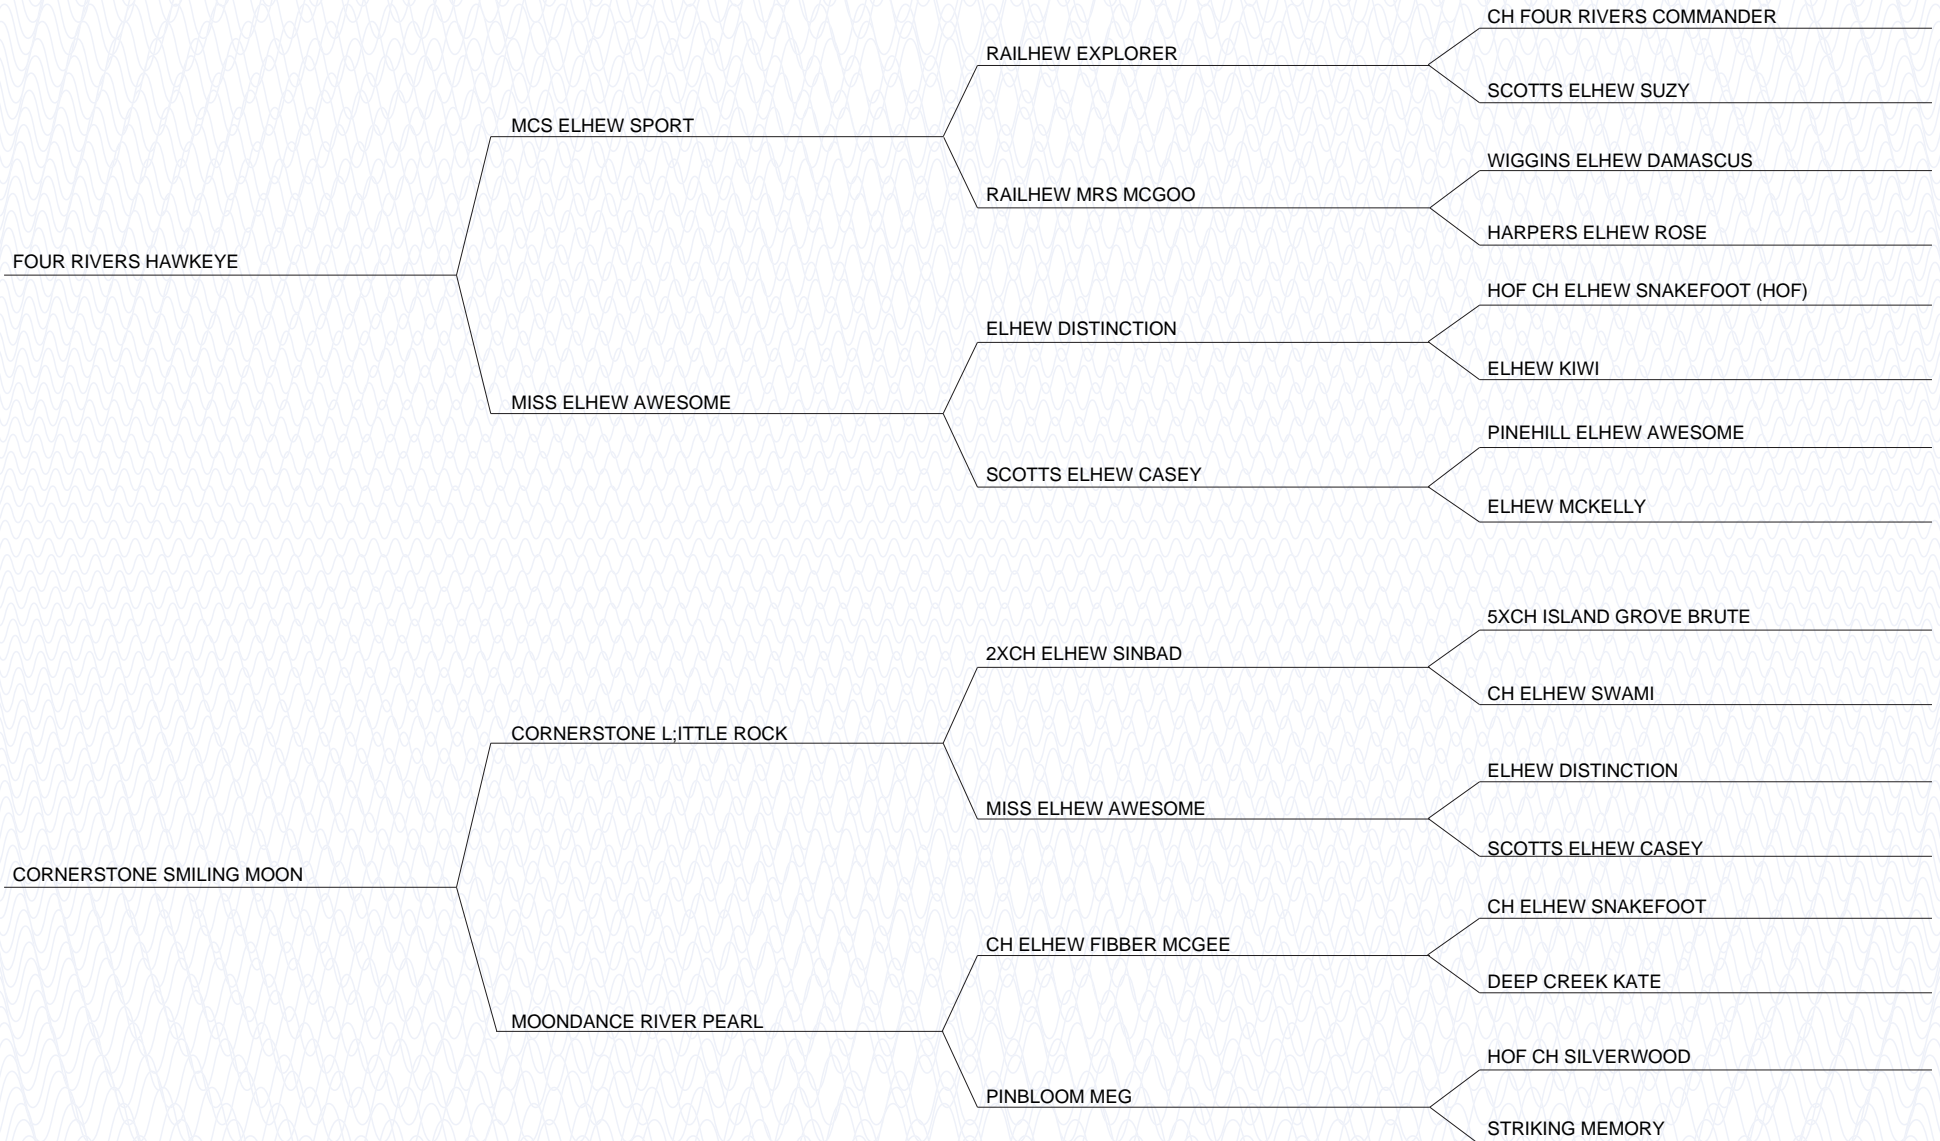 CH FOUR RIVERS COMMANDER
RAILHEW EXPLORER
SCOTTS ELHEW SUZY
MCS ELHEW SPORT
WIGGINS ELHEW DAMASCUS
RAILHEW MRS MCGOO
HARPERS ELHEW ROSE
FOUR RIVERS HAWKEYE
HOF CH ELHEW SNAKEFOOT (HOF)
ELHEW DISTINCTION
ELHEW KIWI
MISS ELHEW AWESOME
PINEHILL ELHEW AWESOME
SCOTTS ELHEW CASEY
ELHEW MCKELLY
5XCH ISLAND GROVE BRUTE
2XCH ELHEW SINBAD
CH ELHEW SWAMI
CORNERSTONE L;ITTLE ROCK
ELHEW DISTINCTION
MISS ELHEW AWESOME
SCOTTS ELHEW CASEY
CORNERSTONE SMILING MOON
CH ELHEW SNAKEFOOT
CH ELHEW FIBBER MCGEE
DEEP CREEK KATE
MOONDANCE RIVER PEARL
HOF CH SILVERWOOD
PINBLOOM MEG
STRIKING MEMORY